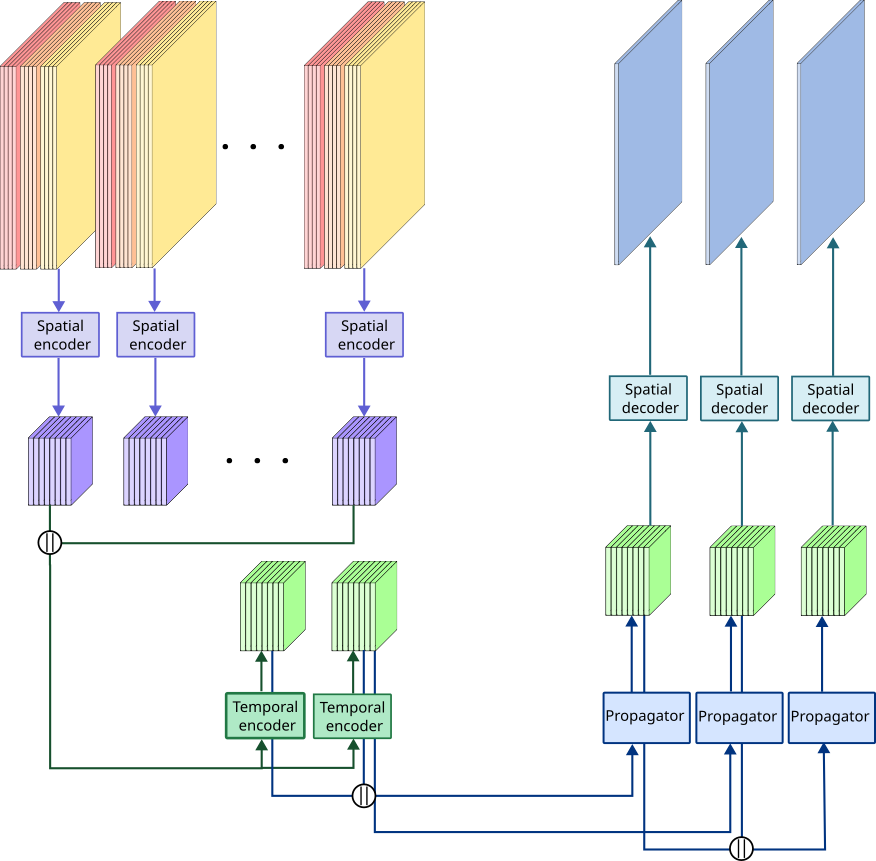 Spatial
encoder
Spatial
encoder
Spatial
encoder
Spatial
decoder
Spatial
decoder
Spatial
decoder
Temporal
encoder
Temporal
encoder
Propagator
Propagator
Propagator